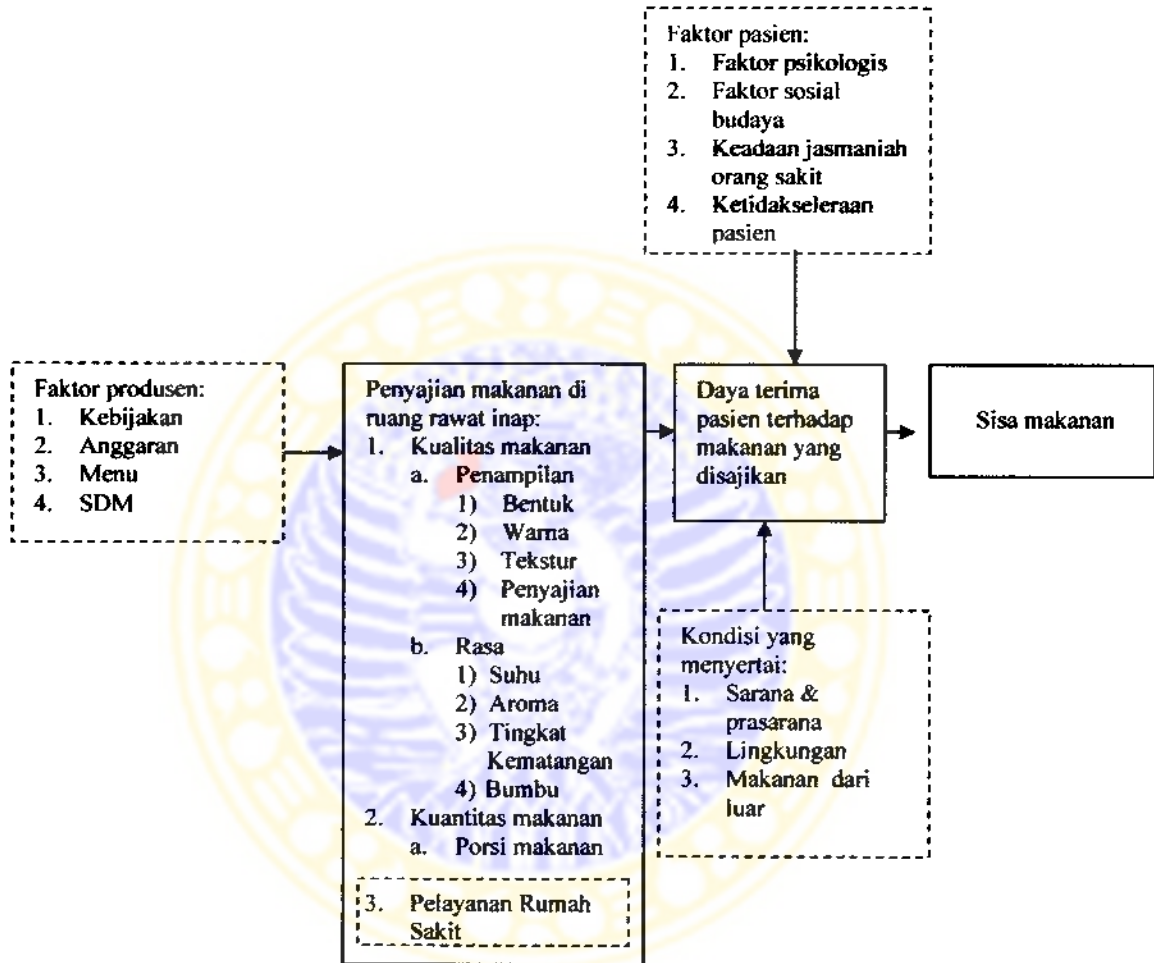 Faktor pasien:
1. Faktor psikologis
2. Faktor sosial
budaya
3. Keadaan jasmaniah
orang sakit
4. Ketidakseleraan
pasien
Faktor produsen:
1. Kebijakan
2. Anggaran
3. Menu
4. SDM
Penyajian makanan di
ruang rawat inap:
1. Kualitas makanan
a. Penampilan
1) Bentuk
2) Warna
3) Tekstur
4) Penyajian
makanan
b. Rasa
1) Suhu
2) Aroma
3) Tingkat
Kematangan
4) Bumbu
2. Kuantitas makanan
a. Porsi makanan
3. Pelayanan Rumah
Sakit
Daya terima
pasien terhadap
makanan yang
disajikan
Sisa makanan
Kondisi yang
menyertai:
1. Sarana &
prasarana
2. Lingkungan
3. Makanan dari
luar